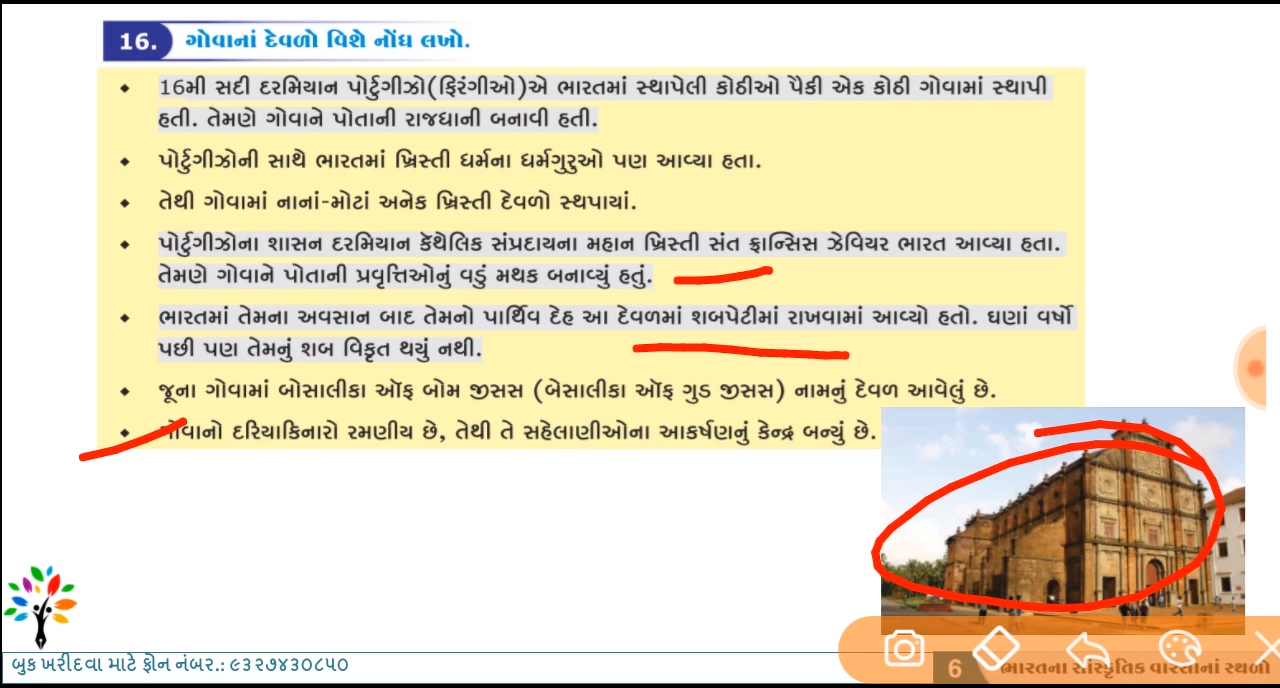 16. ગોવાનાં દેવળો વિશે નોંધ લખો.
16મી સદી દરમિયાન પોર્ટુગીઝો(ફિરંગીઓ)એ ભારતમાં સ્થાપેલી કોઠીઓ પૈકી એક કોઠી ગોવામાં સ્થાપી
હતી. તેમણે ગોવાને પોતાની રાજધાની બનાવી હતી.
પોર્ટુગીઝોની સાથે ભારતમાં ખ્રિસ્તી ધર્મના ધર્મગુરુઓ પણ આવ્યા હતા.
તેથી ગોવામાં નાનાં-મોટાં અનેક ખ્રિસ્તી દેવળો સ્થપાયાં.
પોર્ટુગીઝોના શાસન દરમિયાન કૅથેલિક સંપ્રદાયના મહાન ખ્રિસ્તી સંત ફ્રાન્સિસ ઝેવિયર ભારત આવ્યા હતા.
તેમણે ગોવાને પોતાની પ્રવૃત્તિઓનું વડું મથક બનાવ્યું હતું.
ભારતમાં તેમના અવસાન બાદ તેમનો પાર્થિવ દેહ આ દેવળમાં શબપેટીમાં રાખવામાં આવ્યો હતો. ઘણાં વર્ષો
પછી પણ તેમનું શબ વિકૃત થયું નથી.
જૂના ગોવામાં બોસાલીકા ઑફ બોમ જીસસ (બેસાલીકા ઑફ ગુડ જીસસ) નામનું દેવળ આવેલું છે.
ગોવાનો દરિયાકિનારો રમણીય છે, તેથી તે સહેલાણીઓના આકર્ષણનું કેન્દ્ર બન્યું છે.
બુક ખરીદવા માટે ફોન નંબર.: ૯૩૨૭૪૩૦૮૫૦
6 ભારતના સાંસ્કૃતિક વારસાનાં સ્થળો